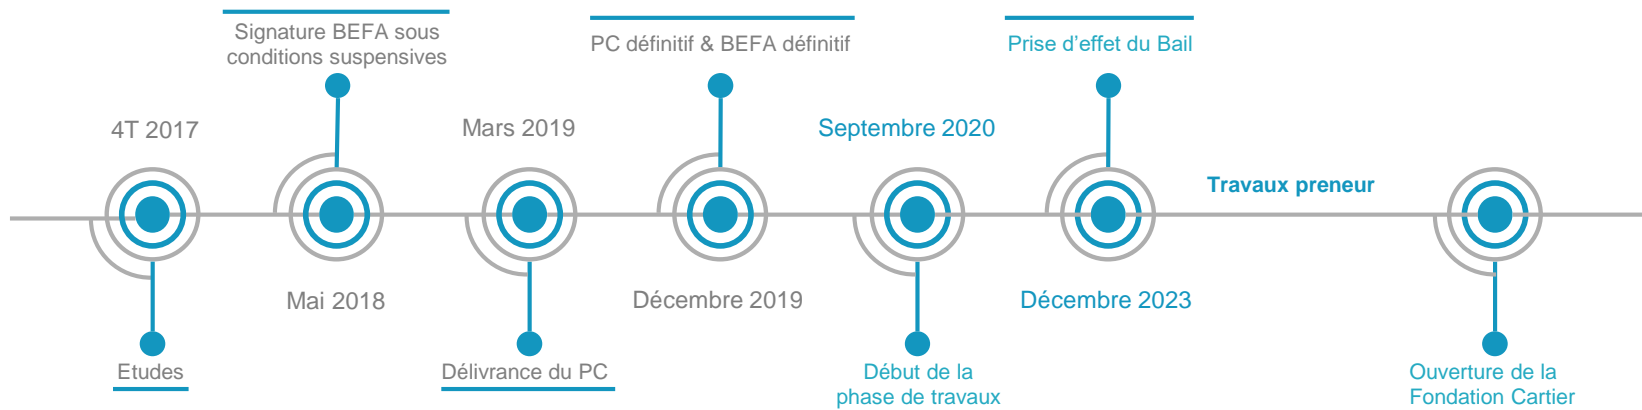 Signature BEFA sous
conditions suspensives
PC définitif & BEFA définitif
Prise d'effet du Bail
4T 2017
Mars 2019
Septembre 2020
Travaux preneur
Mai 2018
Décembre 2019
Décembre 2023
Etudes
Délivrance du PC
Début de la
phase de travaux
Ouverture de la
Fondation Cartier